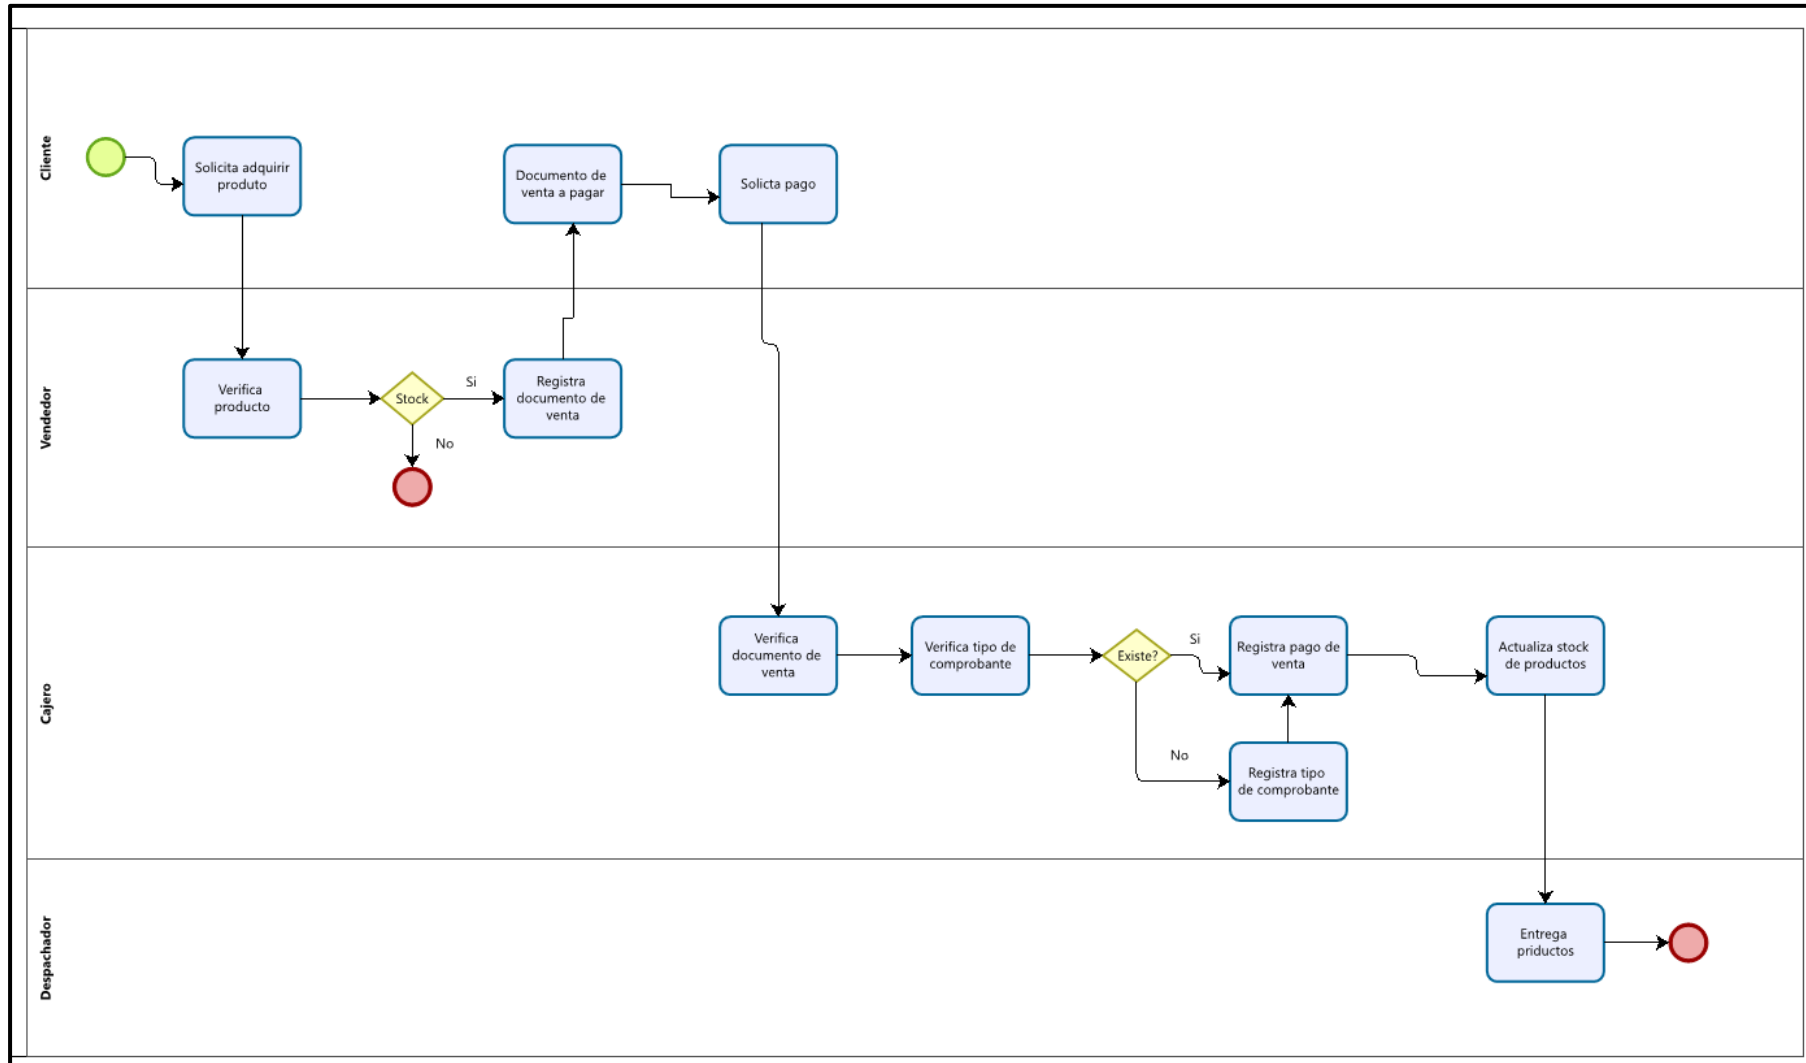 Cliente
Solicita adquirir
produto
Documento de
venta a pagar
Solicta pago
Vendedor
Verifica
producto
Stock
Si
No
Registra
documento de
venta
Cajero
Verifica
documento de
venta
Verifica tipo de
comprobante
Existe?
Si
No
Registra pago de
venta
Registra tipo
de comprobante
Actualiza stock
de productos
Despachador
Entrega
priductos